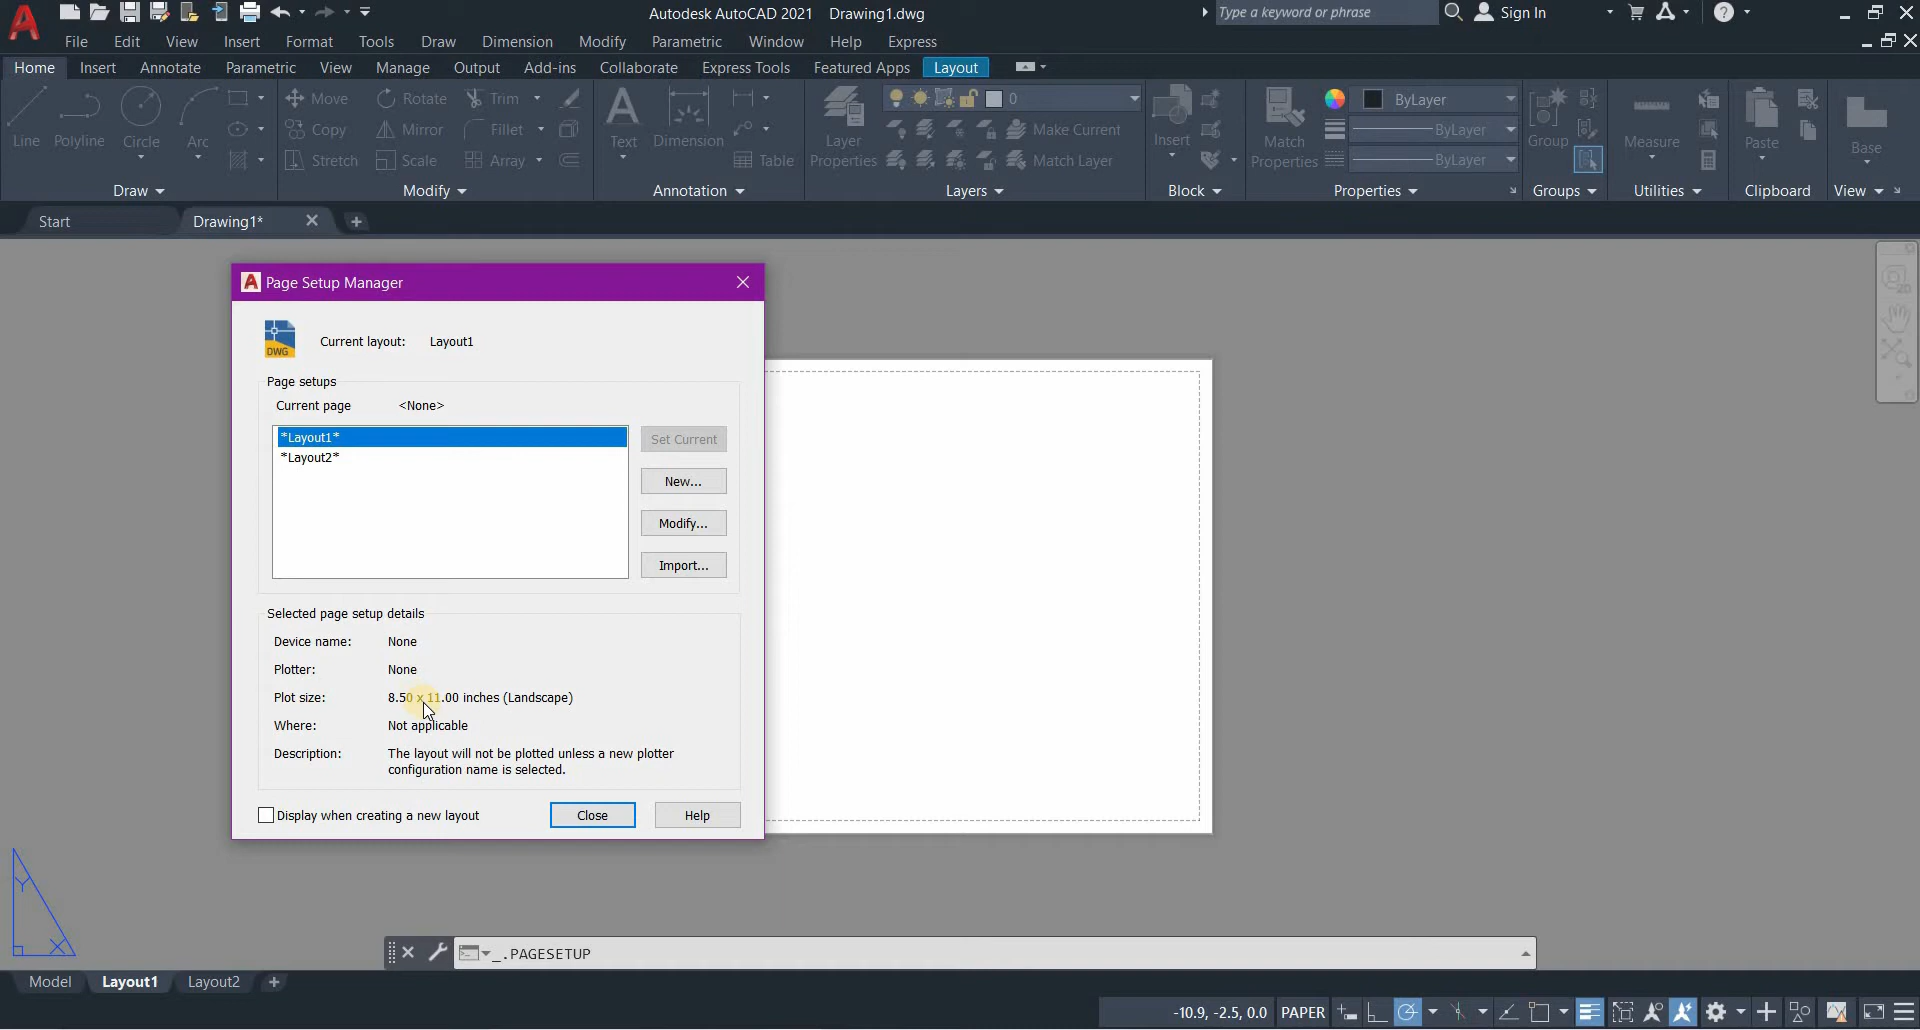 Autodesk AutoCAD 2021 Drawing1.dwg
Type a keyword or phrase
Sign In
File Edit View Insert Format Tools Draw Dimension Modify Parametric Window Help Express
Home Insert Annotate Parametric View Manage Output Add-ins Collaborate Express Tools Featured Apps Layout
Line Polyline Circle Arc
Draw
Move Rotate Trim
Copy Mirror Fillet
Stretch Scale Array
Modify
Text Dimension Table
Annotation
Layer Properties
0
Make Current
Match Layer
Layers
Insert
Block
Match Properties
ByLayer
ByLayer
ByLayer
Properties
Group
Groups
Measure
Utilities
Paste
Clipboard
Base
View
Start Drawing1*
Page Setup Manager
DWG
Current layout: Layout1
Page setups
Current page <None>
*Layout1*
*Layout2*
Set Current
New...
Modify...
Import...
Selected page setup details
Device name: None
Plotter: None
Plot size: 8.50 x 11.00 inches (Landscape)
Where: Not applicable
Description: The layout will not be plotted unless a new plotter
configuration name is selected.
Display when creating a new layout
Close Help
2D
Y
X
_.PAGESETUP
Model Layout1 Layout2
-10.9, -2.5, 0.0 PAPER